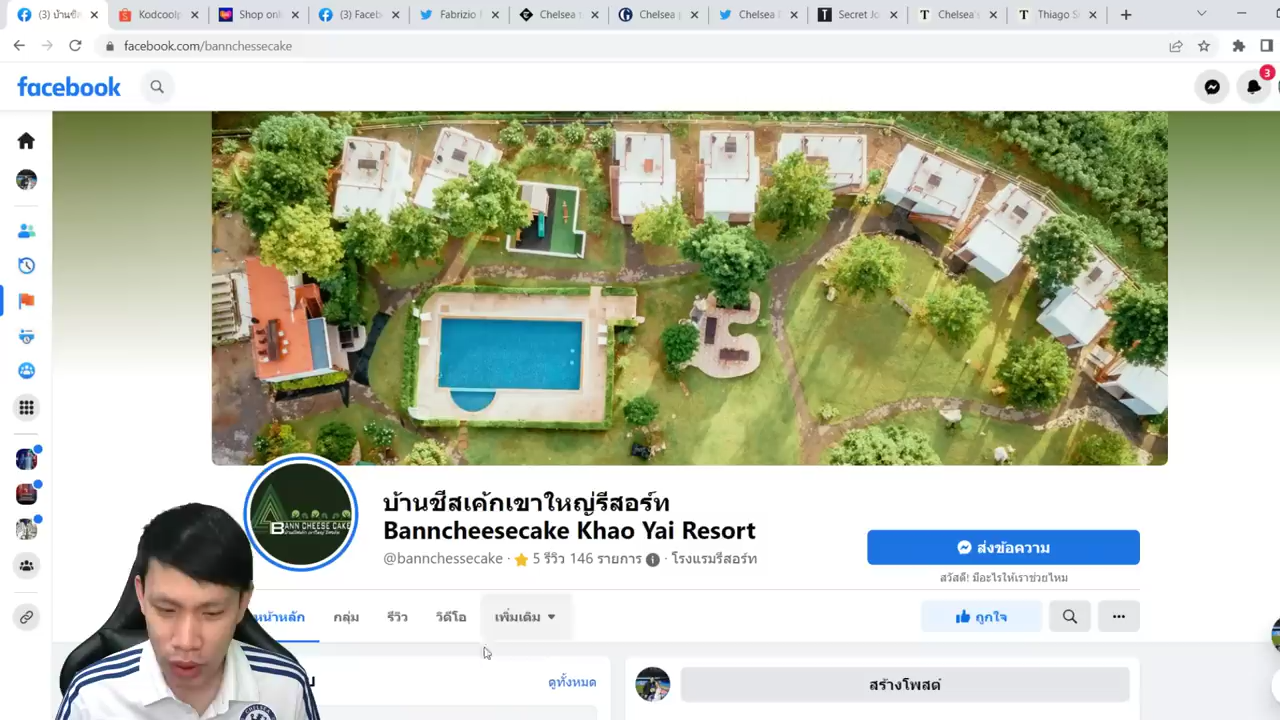 (3) บ้านชี
Kodcoolp
Shop onl
(3) Faceb
Fabrizio
Chelsea t
Chelsea
Chelsea
Secret Jo
Chelsea's
Thiago S
facebook.com/bannchessecake
facebook
3
BANN CHEESE CAKE
บ้านชีสเค้กเขาใหญ่รีสอร์ท
Banncheesecake Khao Yai Resort
@bannchessecake · 5 รีวิว 146 รายการ · โรงแรมรีสอร์ท
ส่งข้อความ
สวัสดี! มีอะไรให้เราช่วยไหม
หน้าหลัก กลุ่ม รีวิว วิดีโอ เพิ่มเติม
ถูกใจ
ดูทั้งหมด
สร้างโพสต์